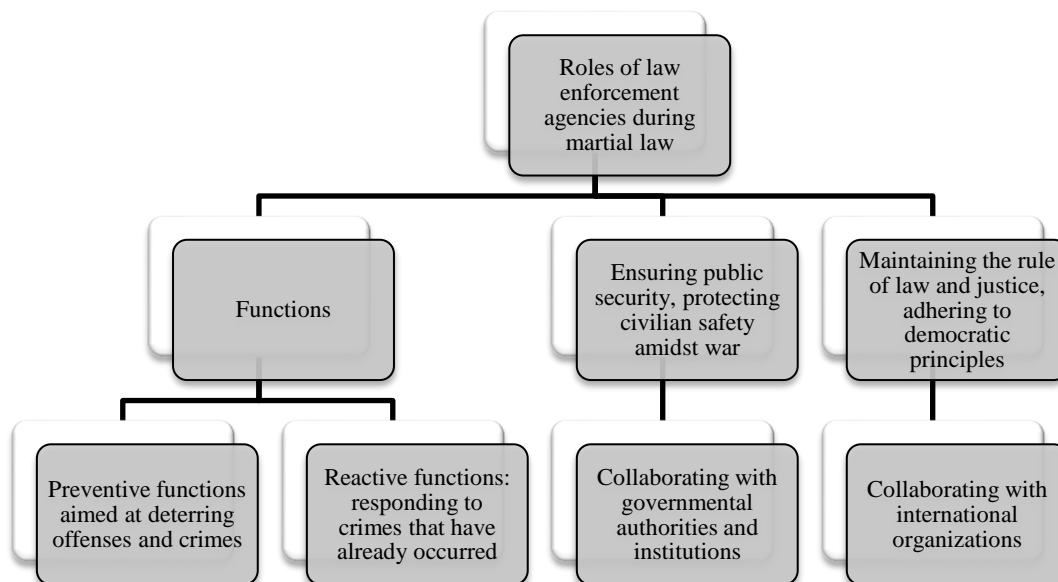 Roles of law
enforcement
agencies during
martial law
Functions
Ensuring public
security, protecting
civilian safety
amidst war
Maintaining the rule
of law and justice,
adhering to
democratic
principles
Preventive functions
aimed at deterring
offenses and crimes
Reactive functions:
responding to
crimes that have
already occurred
Collaborating with
governmental
authorities and
institutions
Collaborating with
international
organizations